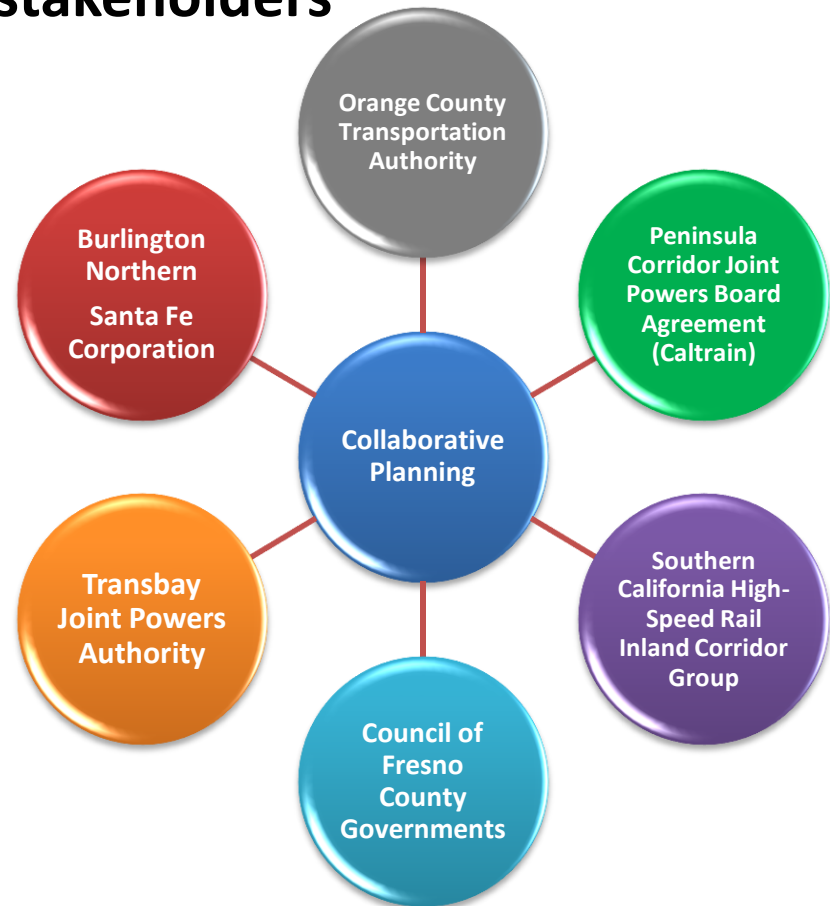 stakeholders
Orange County
Transportation
Authority
Burlington
Northern
Santa Fe
Corporation
Peninsula
Corridor Joint
Powers Board
Agreement
(Caltrain)
Collaborative
Planning
Transbay
Joint Powers
Authority
Southern
California High-
Speed Rail
Inland Corridor
Group
Council of
Fresno
County
Governments